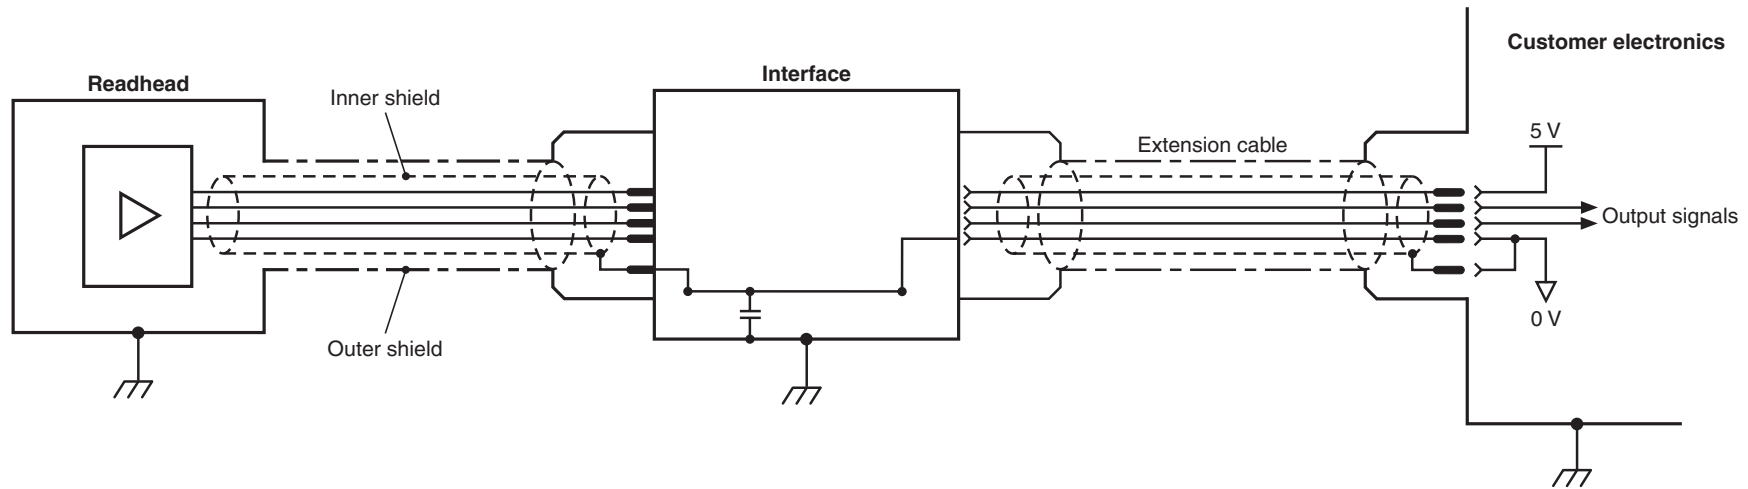 Customer electronics
Interface
Readhead
Inner shield
5 V
Extension cable
Output signals
0 V
Outer shield